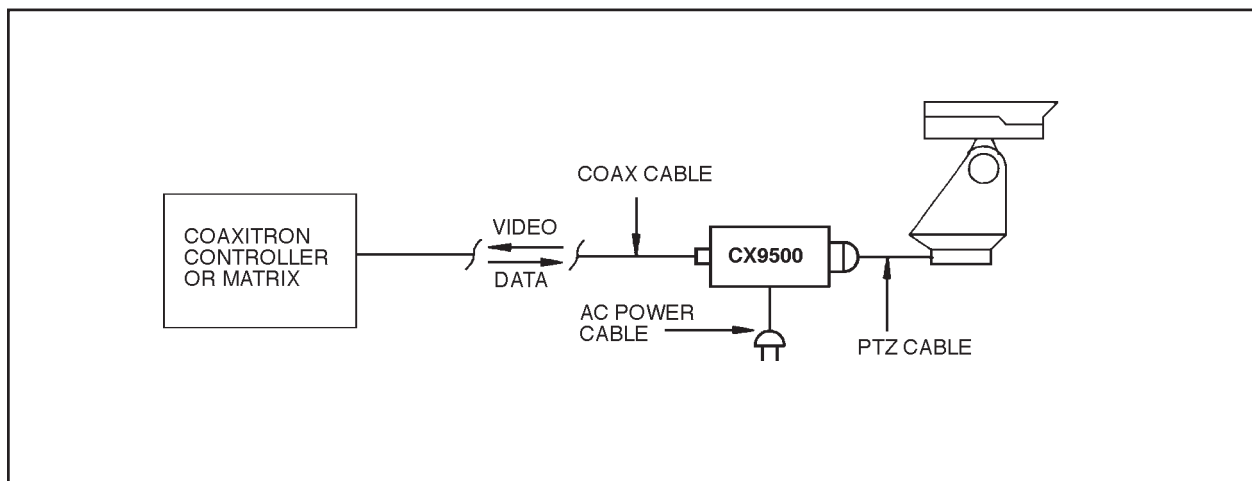 COAXITRON
CONTROLLER
OR MATRIX
VIDEO
DATA
COAX CABLE
CX9500
AC POWER
CABLE
PTZ CABLE